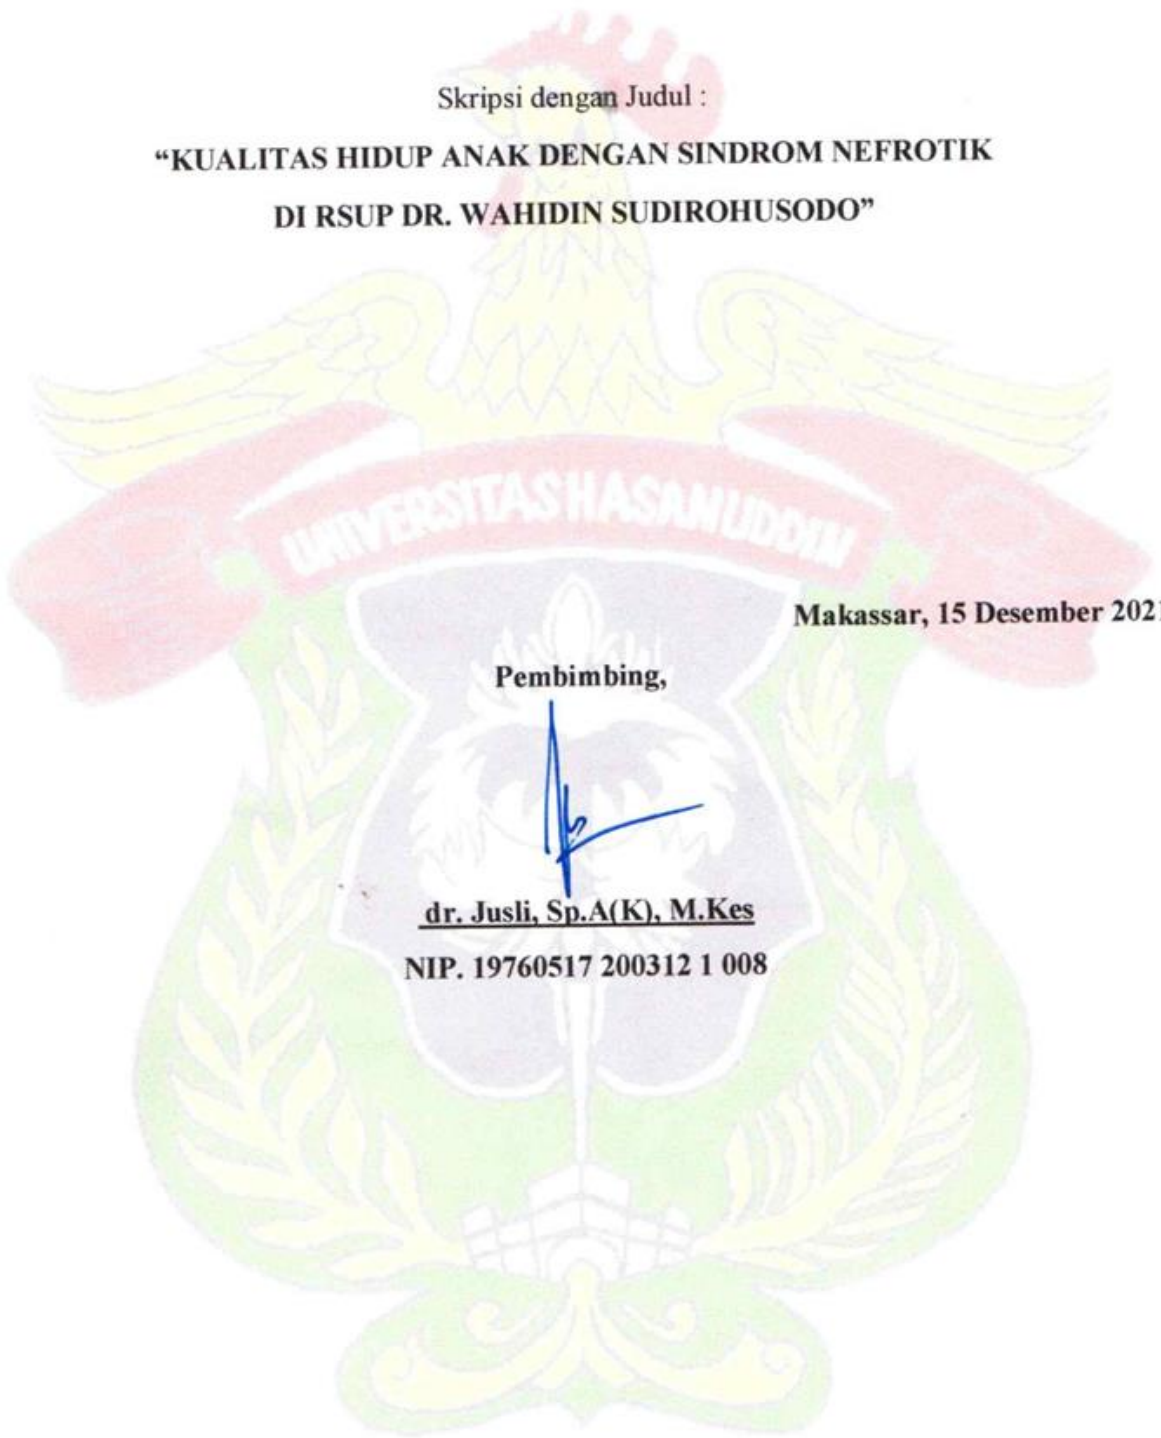 Skripsi dengan Judul :
“KUALITAS HIDUP ANAK DENGAN SINDROM NEFROTIK
DI RSUP DR. WAHIDIN SUDIROHUSODO”
UNIVERSITAS HASANUDDIN
Makassar, 15 Desember 2021
Pembimbing,
dr. Jusli, Sp.A(K), M.Kes
NIP. 19760517 200312 1 008